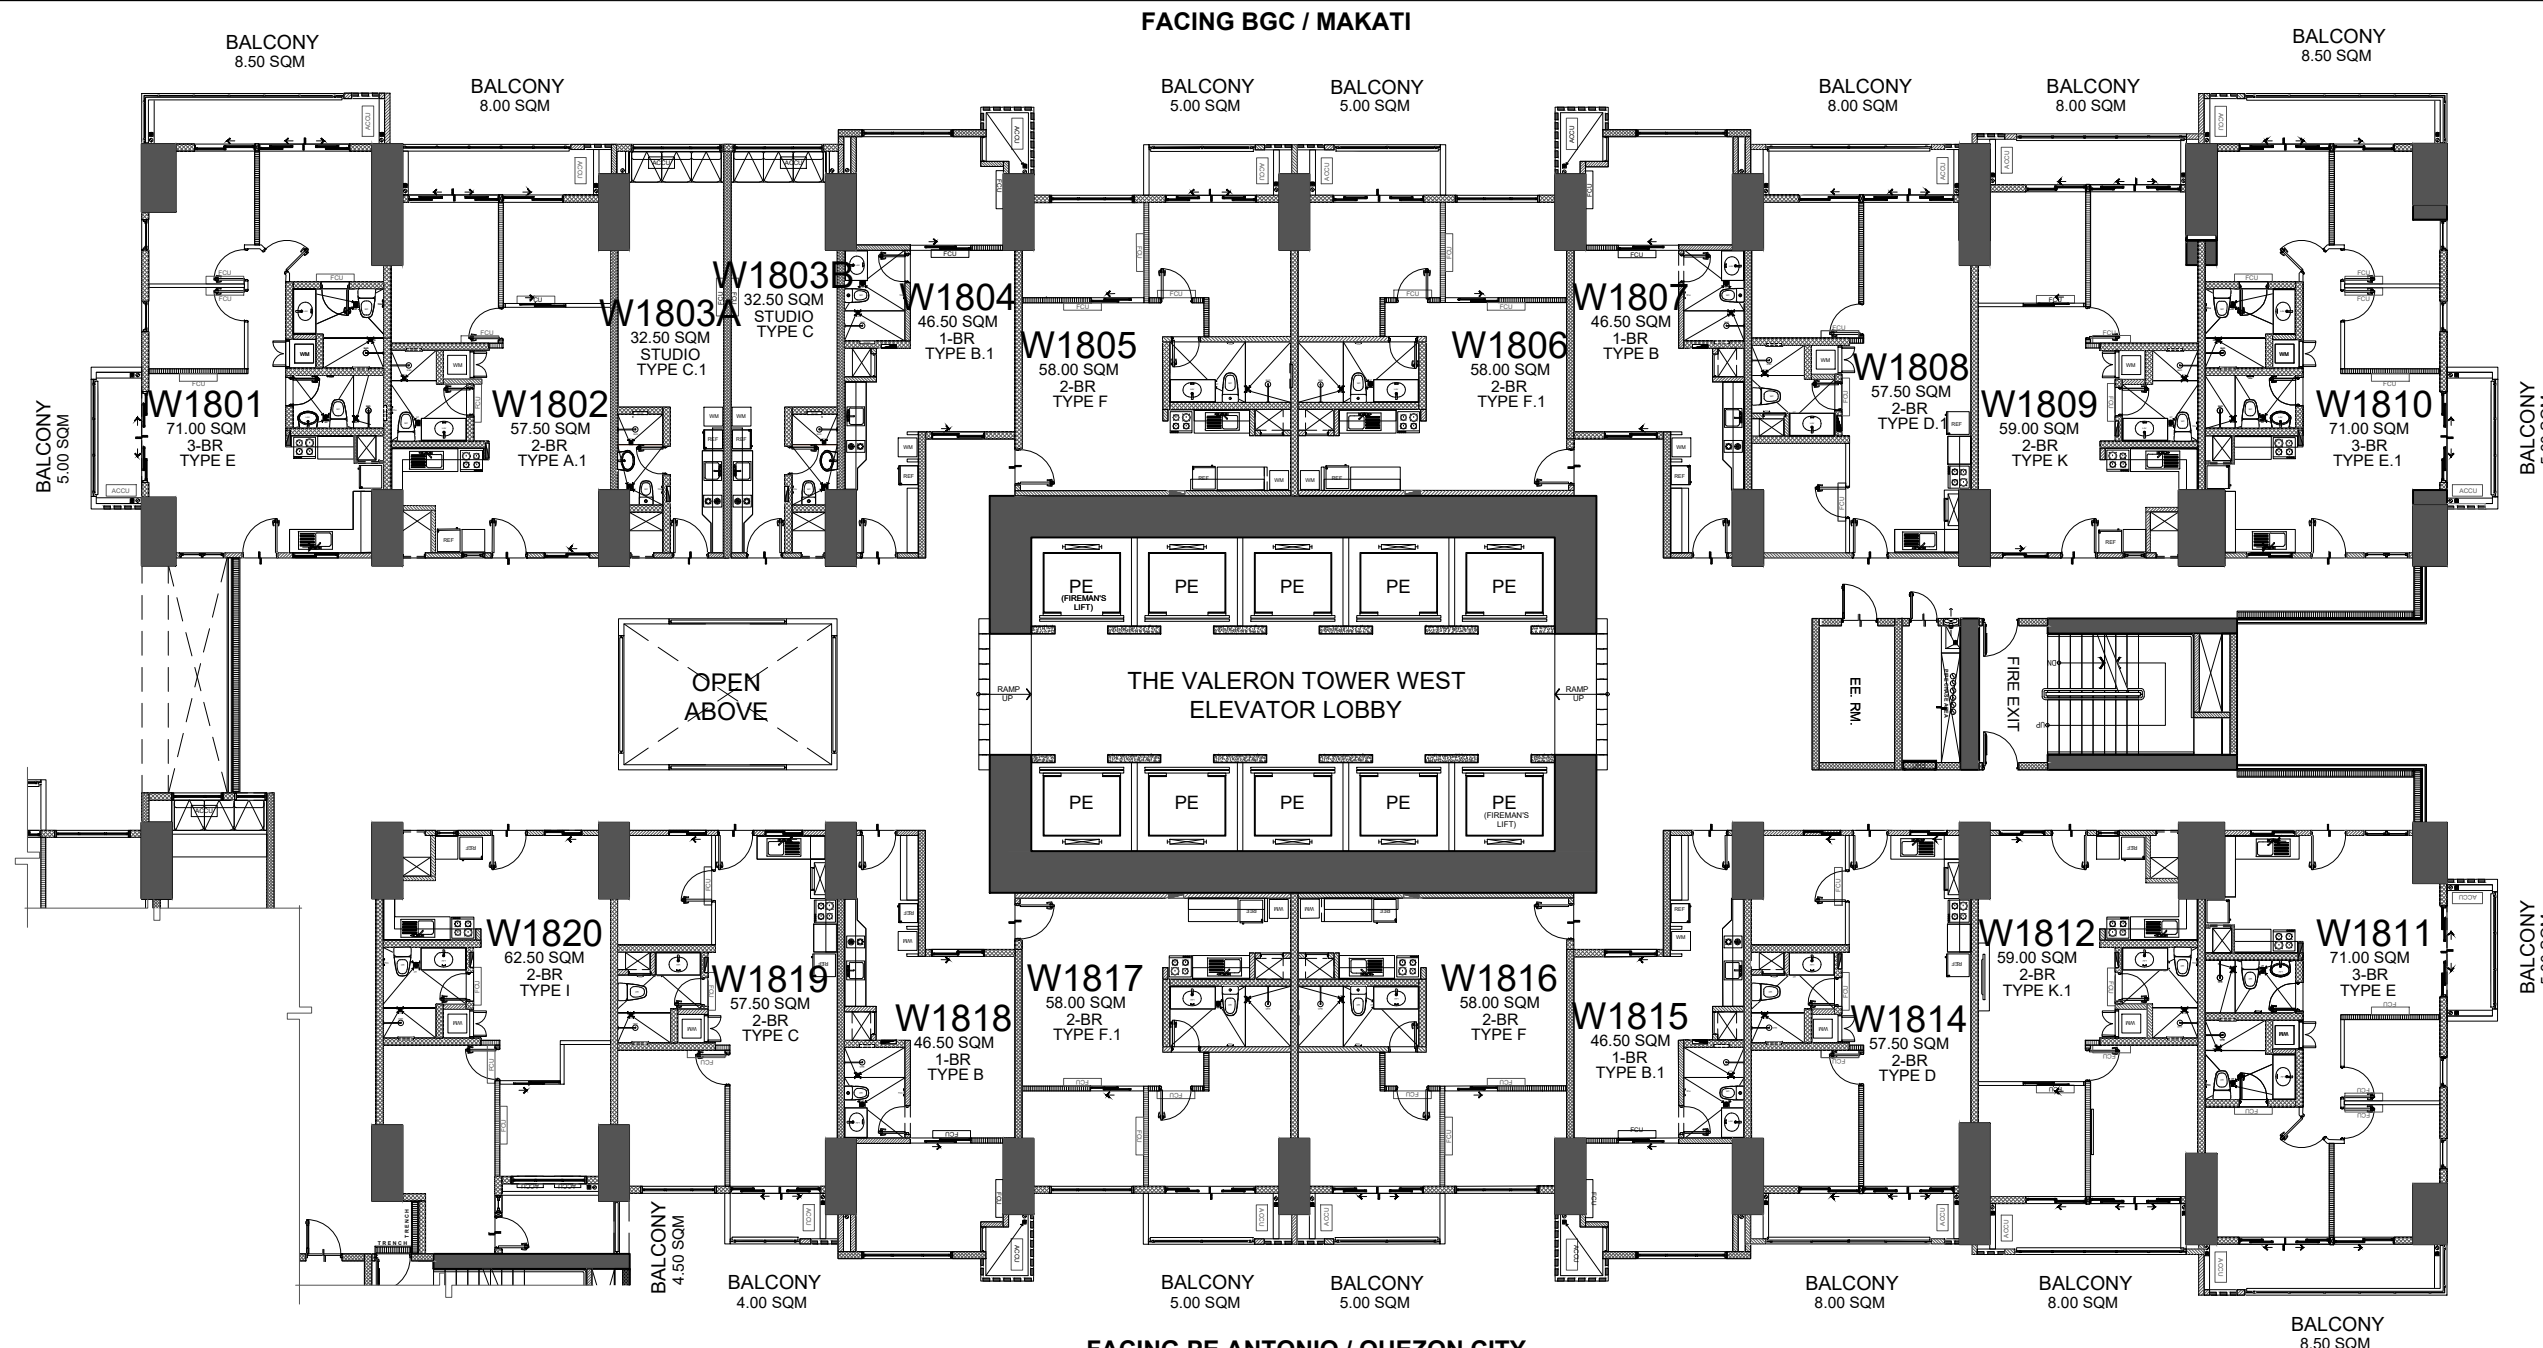 FACING BGC / MAKATI
BALCONY
8.50 SQM
BALCONY
8.00 SQM
BALCONY
5.00 SQM
BALCONY
5.00 SQM
BALCONY
8.00 SQM
BALCONY
8.00 SQM
BALCONY
8.50 SQM
BALCONY
5.00 SQM
W1801
71.00 SQM
3-BR
TYPE E
W1802
57.50 SQM
2-BR
TYPE A.1
W1803A
32.50 SQM
STUDIO
TYPE C.1
W1803B
32.50 SQM
STUDIO
TYPE C
W1804
46.50 SQM
1-BR
TYPE B.1
W1805
58.00 SQM
2-BR
TYPE F
W1806
58.00 SQM
2-BR
TYPE F.1
W1807
46.50 SQM
1-BR
TYPE B
W1808
57.50 SQM
2-BR
TYPE D.1
W1809
59.00 SQM
2-BR
TYPE K
W1810
71.00 SQM
3-BR
TYPE E.1
BALCONY
PE
(FIREMAN'S
LIFT)
PE
PE
PE
PE
OPEN
ABOVE
RAMP
UP
THE VALERON TOWER WEST
ELEVATOR LOBBY
RAMP
UP
EE. RM.
FIRE EXIT
DN
UP
PE
PE
PE
PE
PE
(FIREMAN'S
LIFT)
W1820
62.50 SQM
2-BR
TYPE I
W1819
57.50 SQM
2-BR
TYPE C
W1818
46.50 SQM
1-BR
TYPE B
W1817
58.00 SQM
2-BR
TYPE F.1
W1816
58.00 SQM
2-BR
TYPE F
W1815
46.50 SQM
1-BR
TYPE B.1
W1814
57.50 SQM
2-BR
TYPE D
W1812
59.00 SQM
2-BR
TYPE K.1
W1811
71.00 SQM
3-BR
TYPE E
BALCONY
TRENCH
TRENCH
BALCONY
4.50 SQM
BALCONY
4.00 SQM
BALCONY
5.00 SQM
BALCONY
5.00 SQM
BALCONY
8.00 SQM
BALCONY
8.00 SQM
BALCONY
8.50 SQM
FACING PE ANTONIO / QUEZON CITY